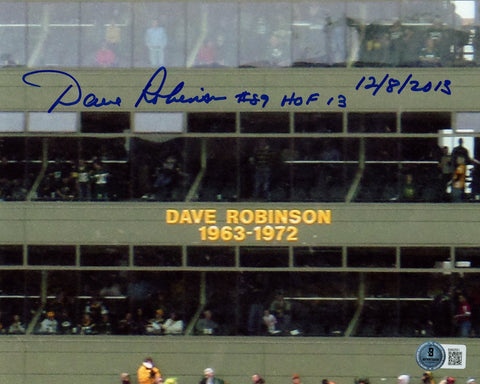 Dave Robinson #89 HOF 13 12/8/2013
DAVE ROBINSON
1963-1972